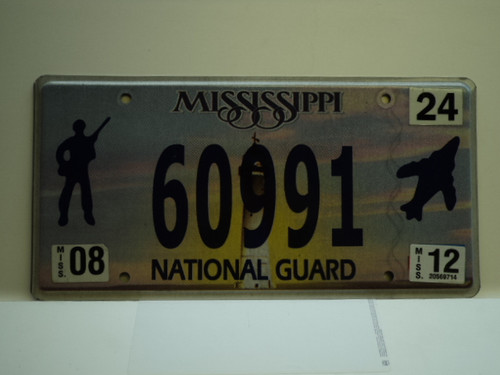 MISSISSIPPI
24
60991
MISS. 08
NATIONAL GUARD
MISS. 12